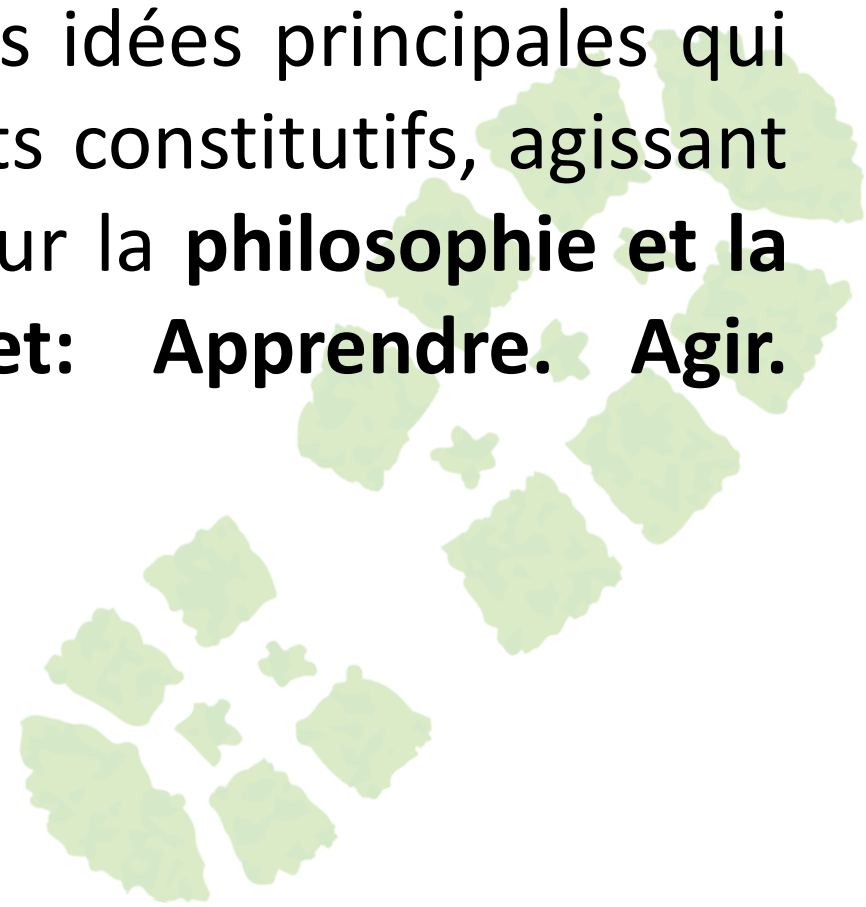 s idées principales qui
ts constitutifs, agissant
ur la philosophie et la
et: Apprendre. Agir.